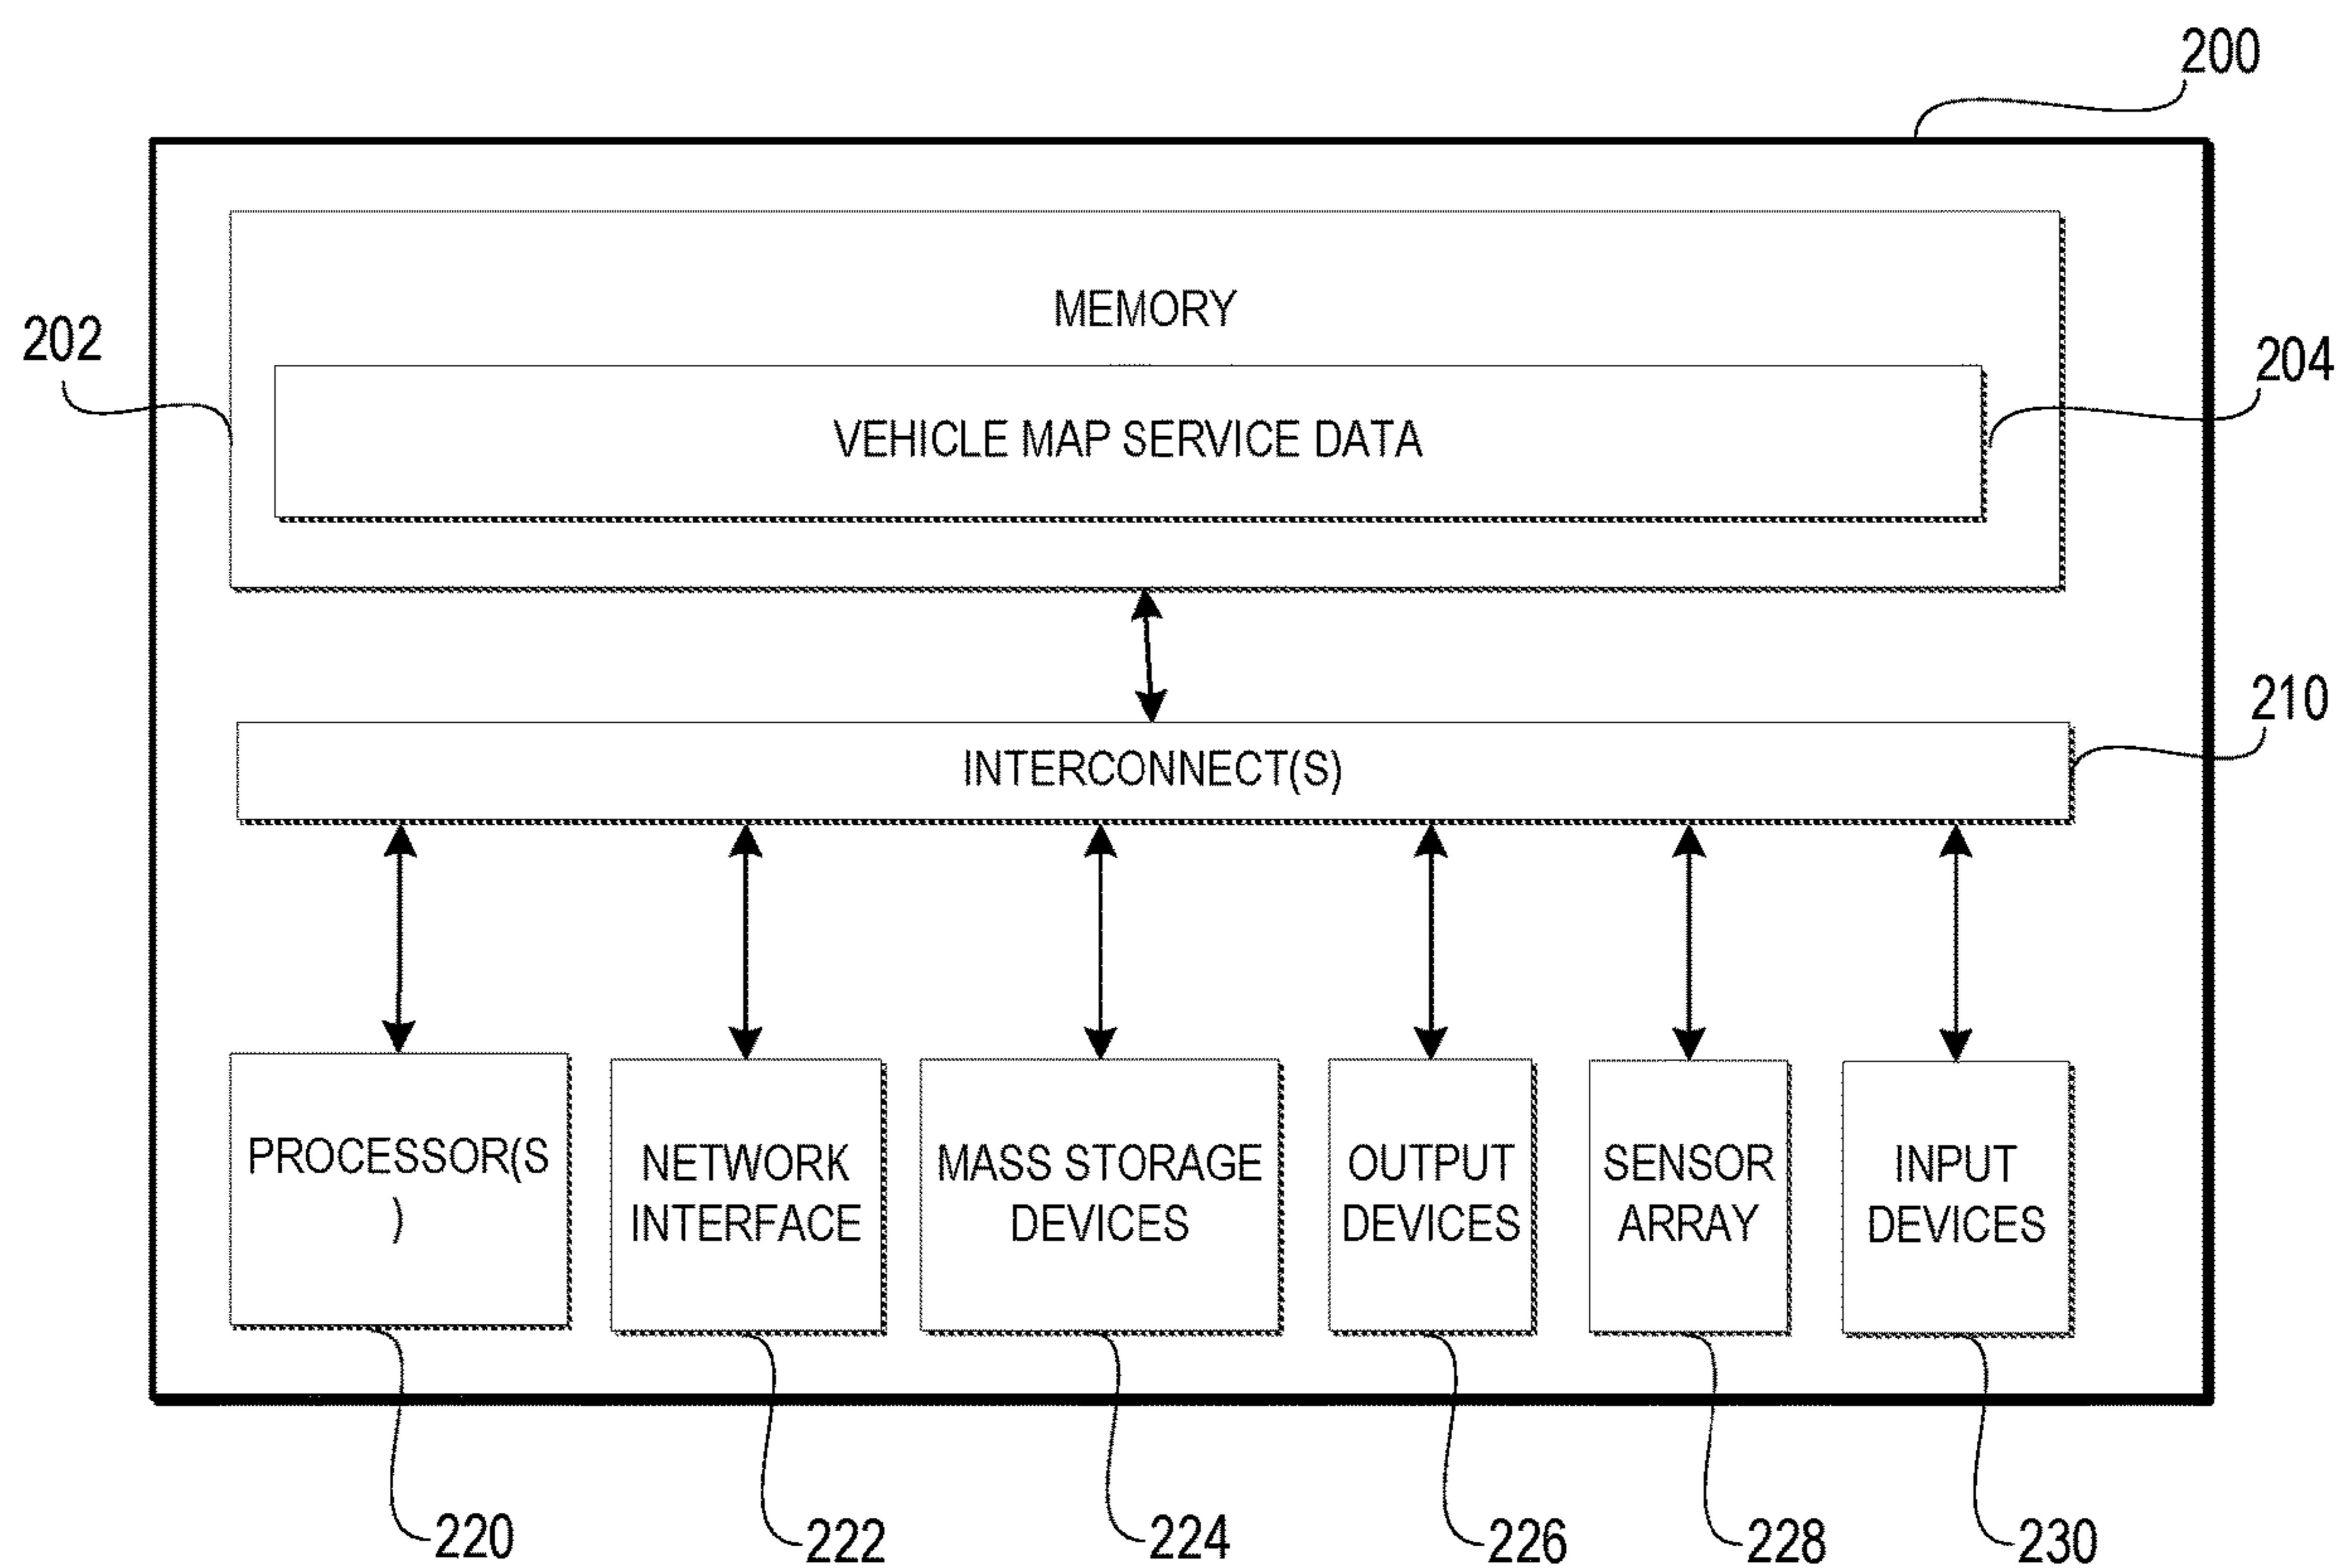 200
MEMORY
202
204
VEHICLE MAP SERVICE DATA
210
INTERCONNECT(S)
PROCESSOR(S
)
NETWORK
INTERFACE
MASS STORAGE
DEVICES
OUTPUT
DEVICES
SENSOR
ARRAY
INPUT
DEVICES
220
222
224
226
228
230